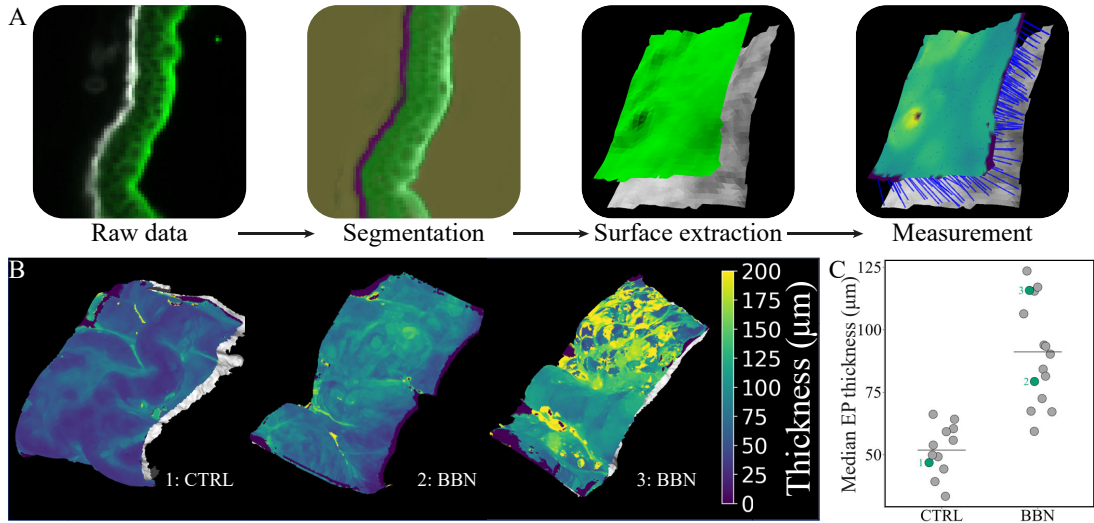 A
Raw data
Segmentation
Surface extraction
Measurement
B
1: CTRL
2: BBN
3: BBN
200
175
150
125
100
75
50
25
0
Thickness (μm)
C
Median EP thickness (μm)
125
100
75
50
3
2
1
CTRL
BBN